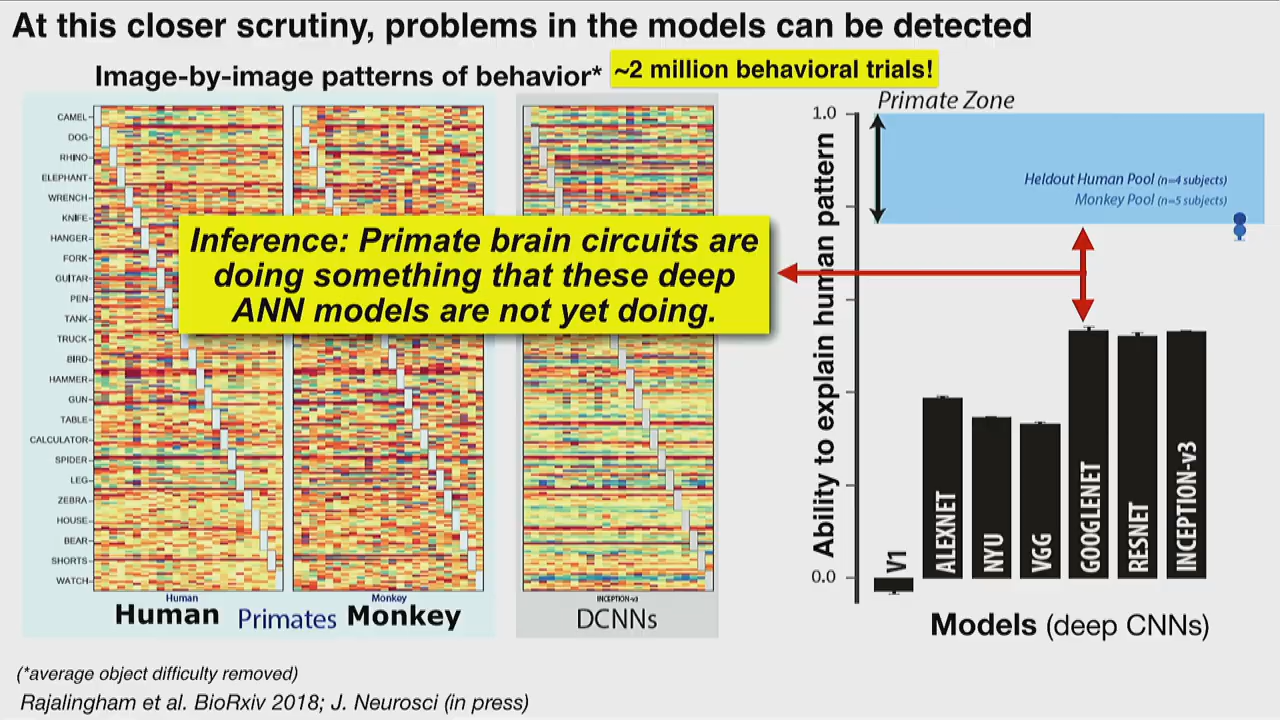 At this closer scrutiny, problems in the models can be detected
Image-by-image patterns of behavior*
~2 million behavioral trials!
CAMEL
DOG
RHINO
ELEPHANT
WRENCH
KNIFE
HANGER
FORK
GUITAR
PEN
TANK
TRUCK
BIRD
HAMMER
GUN
TABLE
CALCULATOR
SPIDER
LEG
ZEBRA
HOUSE
BEAR
SHORTS
WATCH
Inference: Primate brain circuits are
doing something that these deep
ANN models are not yet doing.
Human
Monkey
INCEPTION-v3
Human Primates Monkey
DCNNs
Primate Zone
1.0
0.0
Ability to explain human pattern
Heldout Human Pool (n=4 subjects)
Monkey Pool (n=5 subjects)
V1
ALEXNET
NYU
VGG
GOOGLENET
RESNET
INCEPTION-v3
Models (deep CNNs)
(*average object difficulty removed)
Rajalingham et al. BioRxiv 2018; J. Neurosci (in press)